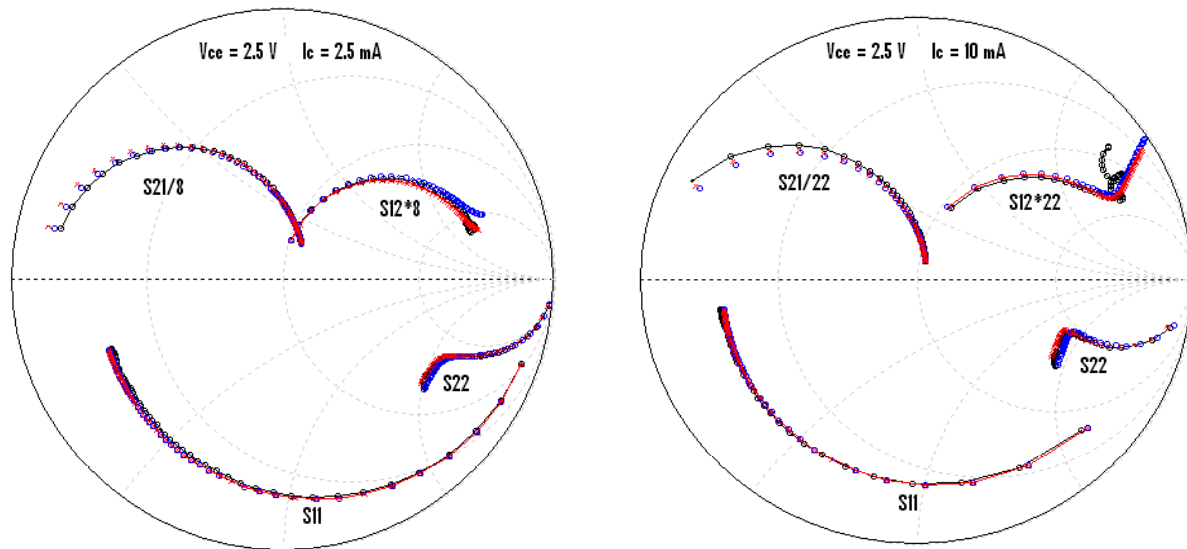 Vce = 2.5 V Ic = 2.5 mA
S21/8
S12*8
S22
S11
Vce = 2.5 V Ic = 10 mA
S21/22
S12*22
S22
S11